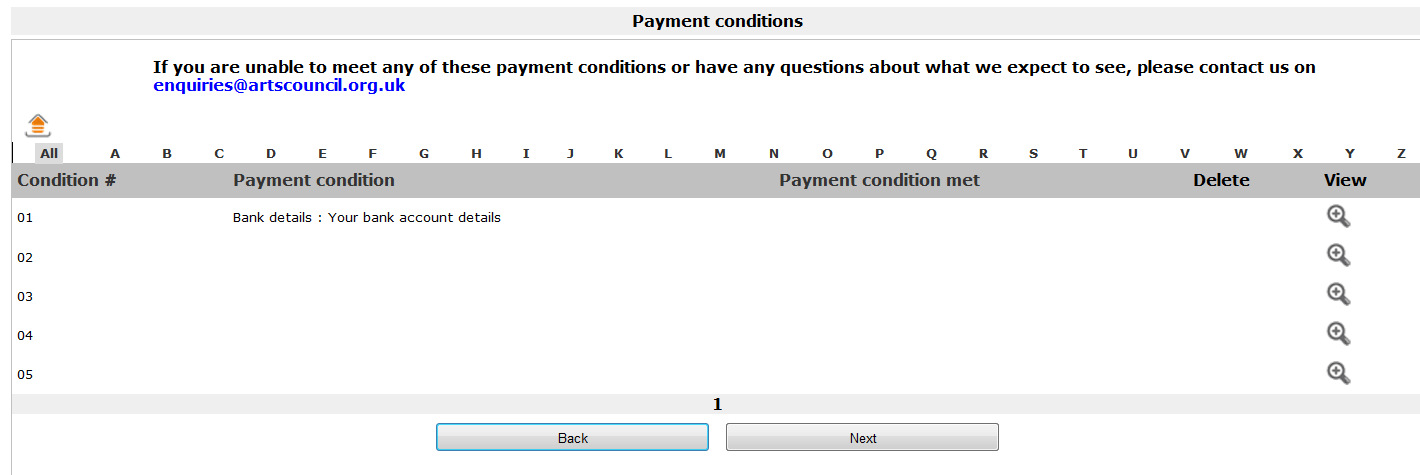 Payment conditions
If you are unable to meet any of these payment conditions or have any questions about what we expect to see, please contact us on
enquiries@artscouncil.org.uk
All A B C D E F G H I J K L M N O P Q R S T U V W X Y Z
Condition # Payment condition Payment condition met Delete View
01 Bank details : Your bank account details
02
03
04
05
1
Back Next